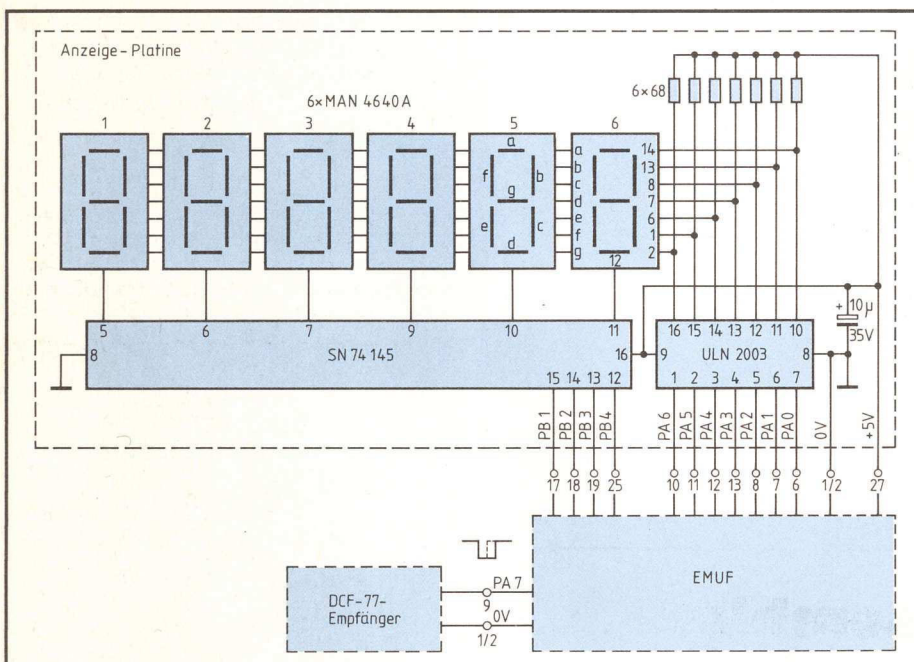 Anzeige-Platine
6×MAN 4640A
6×68
1 2 3 4 5 6
a
f b
g
e c
d
a 14
b 13
c 8
d 7
e 6
f 1
g 2
12
5 6 7 9 10 11
8 SN 74 145 16
15 14 13 12
16 15 14 13 12 11 10
9 ULN 2003 8
1 2 3 4 5 6 7
+ 10 µ
35V
PB 1 PB 2 PB 3 PB 4
PA 6 PA 5 PA 4 PA 3 PA 2 PA 1 PA 0 0V +5V
17 18 19 25 10 11 12 13 8 7 6 1/2 27
EMUF
DCF-77-
Empfänger
PA 7
9
0V
1/2